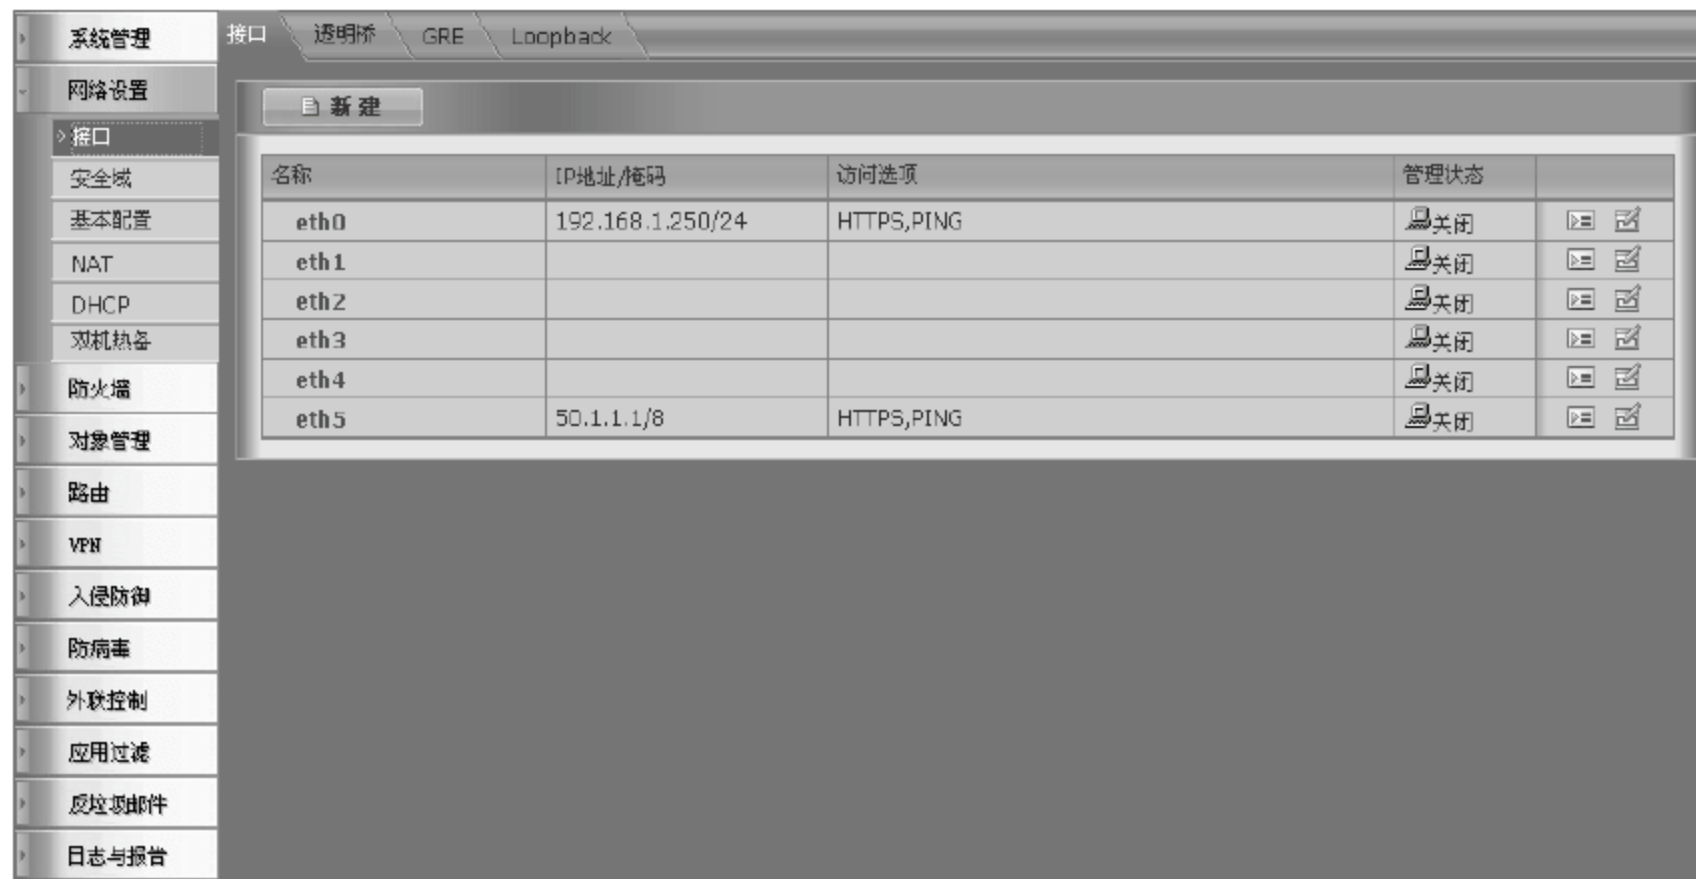 系统管理
网络设置
接口
安全域
基本配置
NAT
DHCP
双机热备
防火墙
对象管理
路由
VPN
入侵防御
防病毒
外联控制
应用过滤
反垃圾邮件
日志与报告
接口 透明桥 GRE Loopback
新建
名称 IP地址/掩码 访问选项 管理状态
eth0 192.168.1.250/24 HTTPS,PING 关闭
eth1 关闭
eth2 关闭
eth3 关闭
eth4 关闭
eth5 50.1.1.1/8 HTTPS,PING 关闭